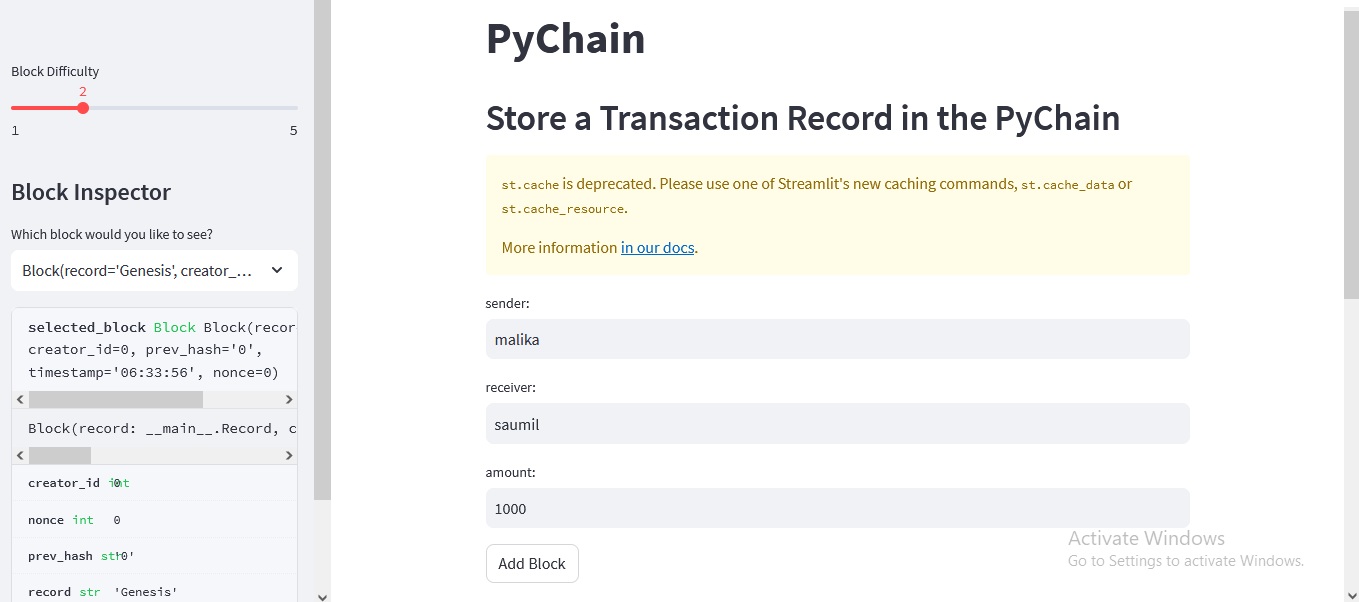 Block Difficulty
2
1 5
Block Inspector
Which block would you like to see?
Block(record='Genesis', creator_...
selected_block Block Block(recor
creator_id=0, prev_hash='0',
timestamp='06:33:56', nonce=0)
Block(record: __main__.Record, c
creator_id int 0
nonce int 0
prev_hash str '0'
record str 'Genesis'
PyChain
Store a Transaction Record in the PyChain
st.cache is deprecated. Please use one of Streamlit's new caching commands, st.cache_data or
st.cache_resource.
More information in our docs.
sender:
malika
receiver:
saumil
amount:
1000
Add Block
Activate Windows
Go to Settings to activate Windows.